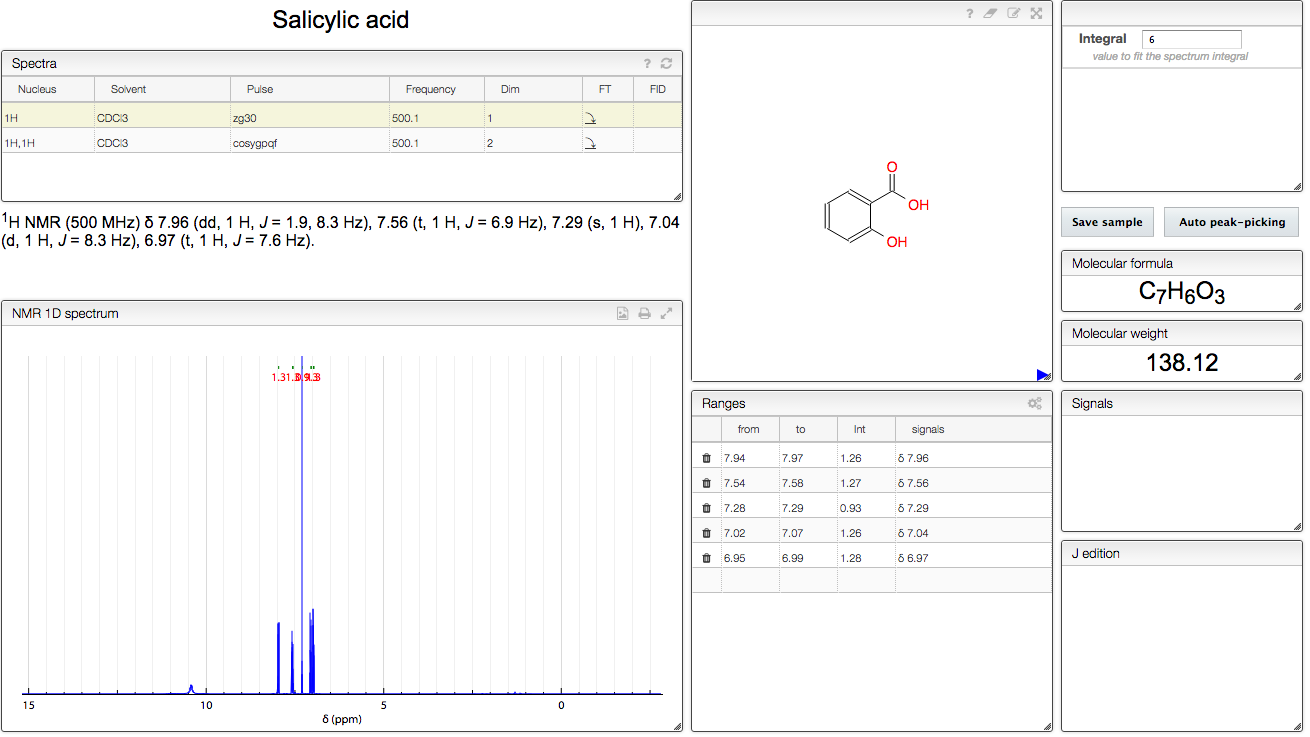 Salicylic acid
Spectra
?
Nucleus Solvent Pulse Frequency Dim FT FID
1H CDCl3 zg30 500.1 1
1H,1H CDCl3 cosygpqf 500.1 2
1H NMR (500 MHz) δ 7.96 (dd, 1 H, J = 1.9, 8.3 Hz), 7.56 (t, 1 H, J = 6.9 Hz), 7.29 (s, 1 H), 7.04
(d, 1 H, J = 8.3 Hz), 6.97 (t, 1 H, J = 7.6 Hz).
NMR 1D spectrum
15 10 5 0
δ (ppm)
?
O
OH
OH
Ranges
from to Int signals
7.94 7.97 1.26 δ 7.96
7.54 7.58 1.27 δ 7.56
7.28 7.29 0.93 δ 7.29
7.02 7.07 1.26 δ 7.04
6.95 6.99 1.28 δ 6.97
Integral 6
value to fit the spectrum integral
Save sample Auto peak-picking
Molecular formula
C7H6O3
Molecular weight
138.12
Signals
J edition